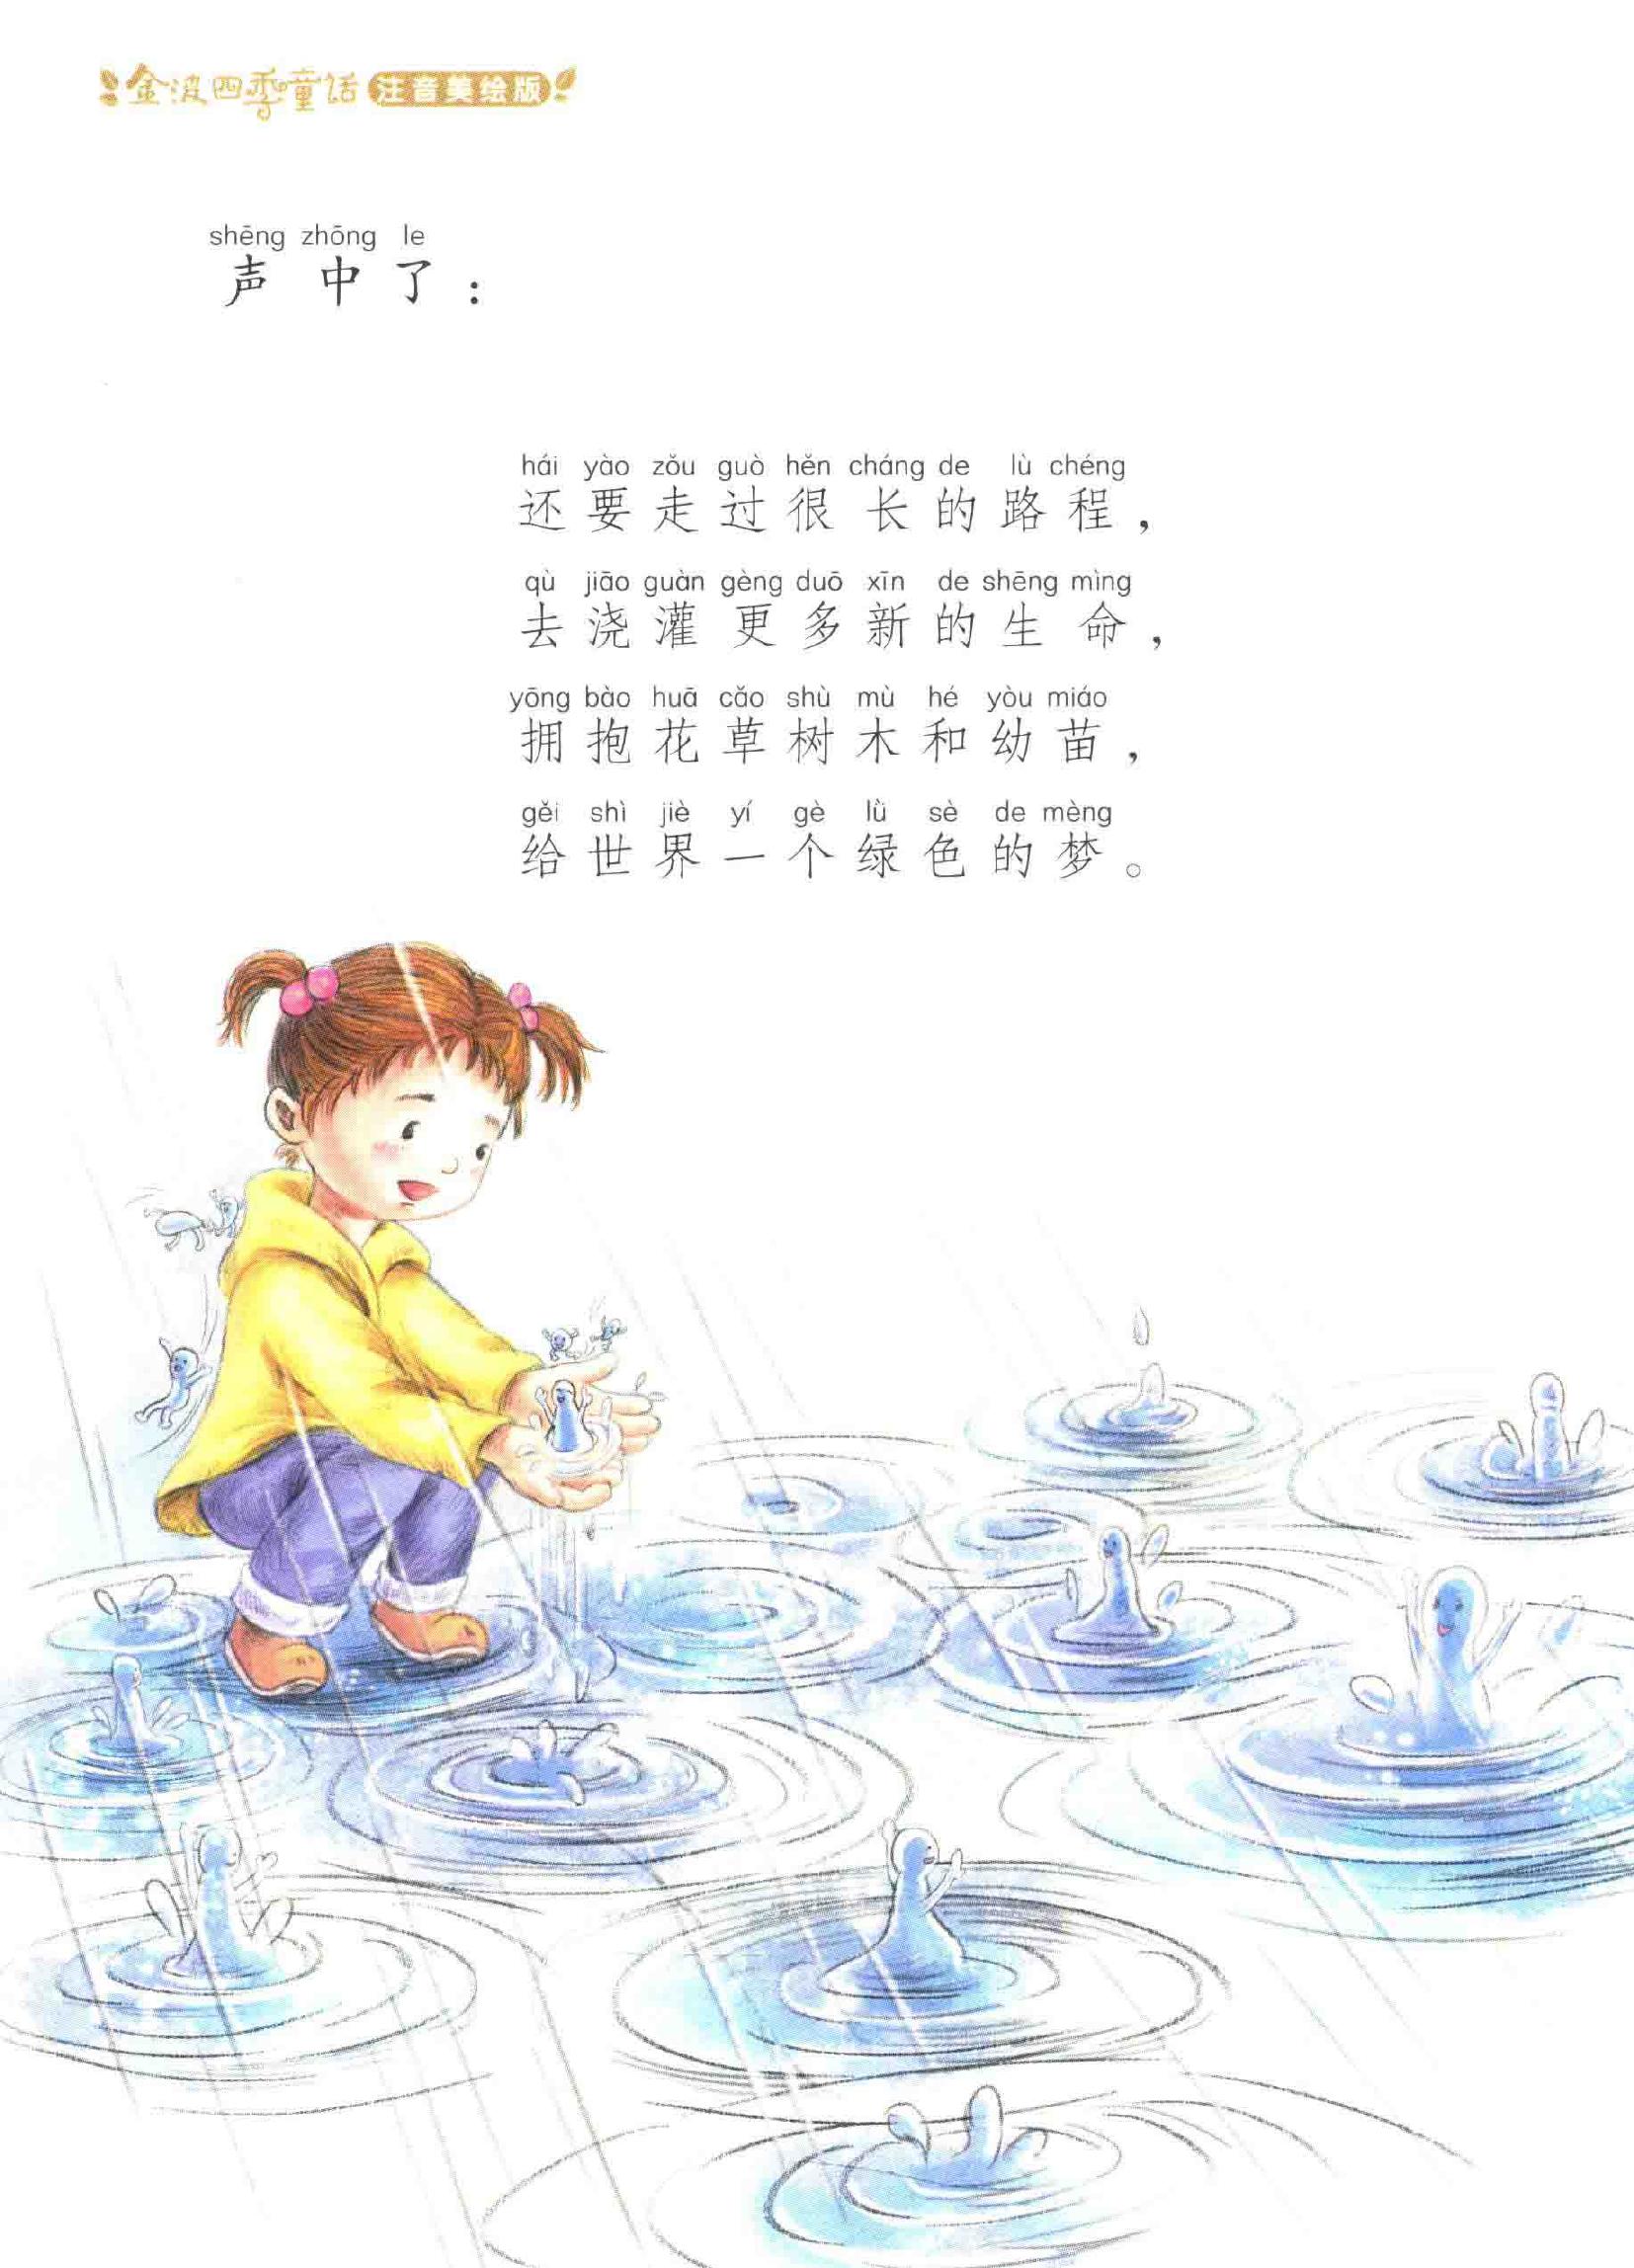 金波四季童话 注音美绘版
shēng zhōng le
声中了：
hái yào zǒu guò hěn cháng de lù chéng
还要走过很长的路程，
qù jiāo guàn gèng duō xīn de shēng mìng
去浇灌更多新的生命，
yōng bào huā cǎo shù mù hé yòu miáo
拥抱花草树木和幼苗，
gěi shì jiè yí gè lǜ sè de mèng
给世界一个绿色的梦。